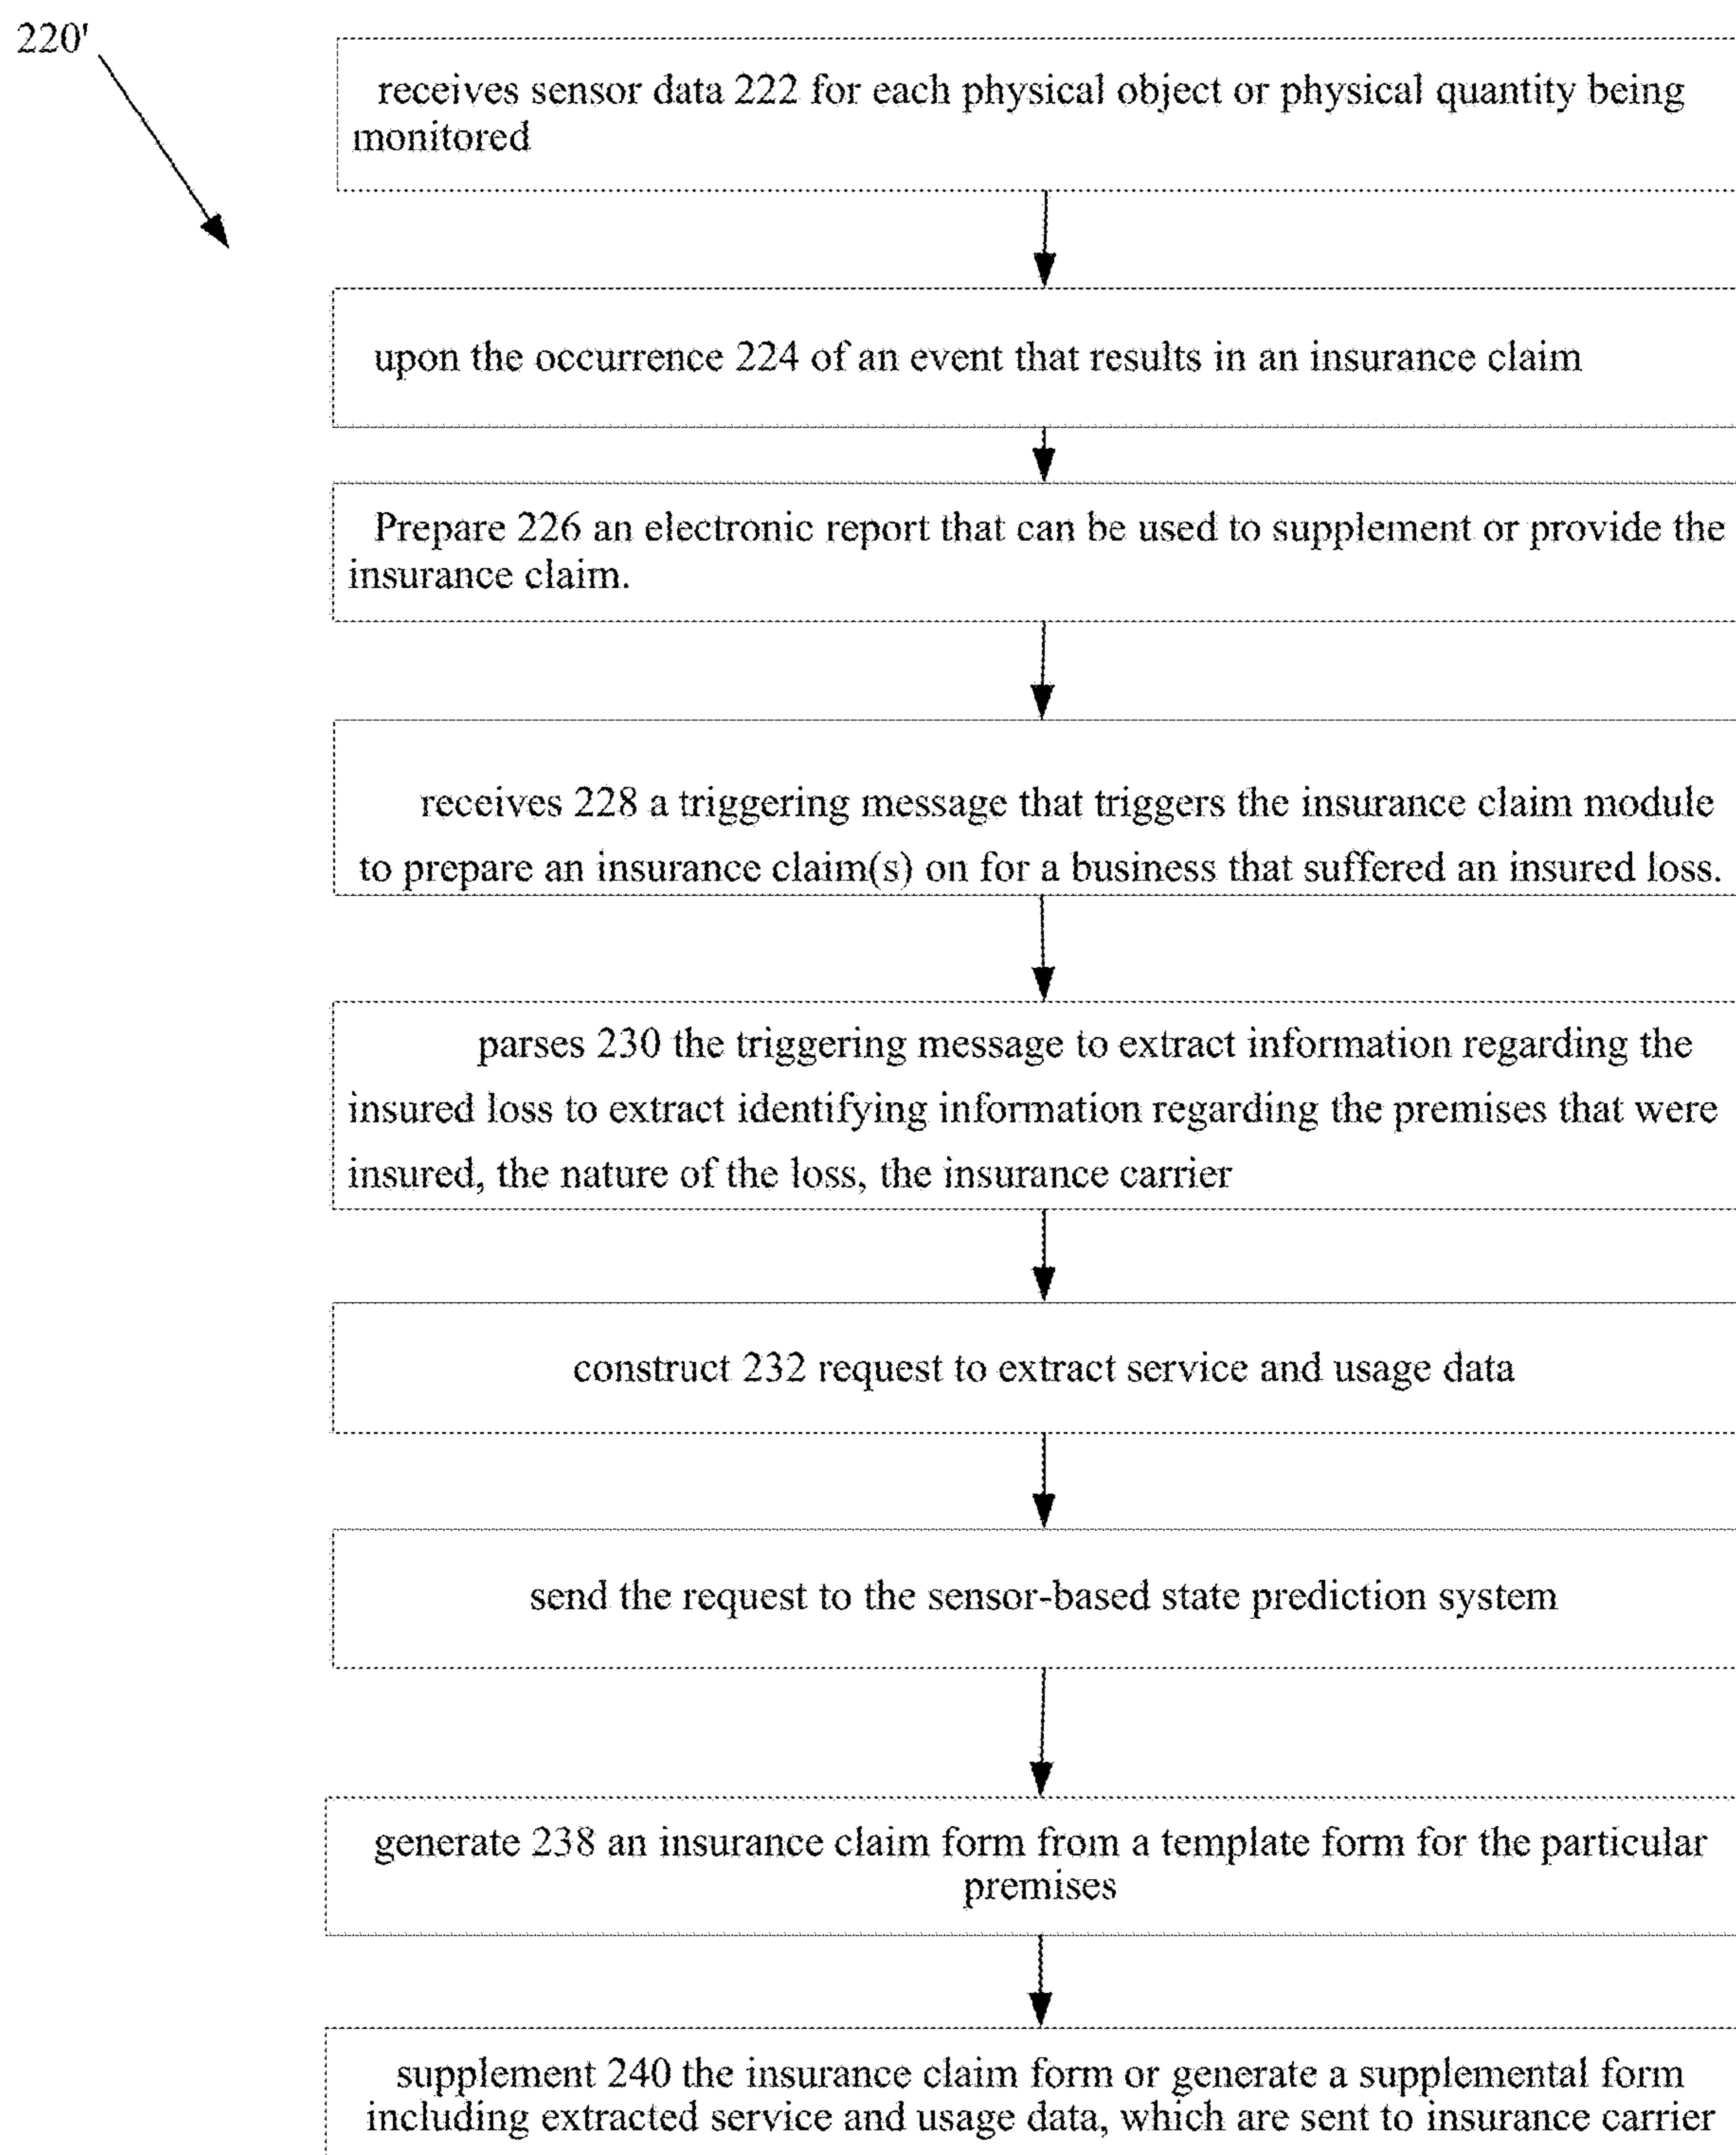 220'
receives sensor data 222 for each physical object or physical quantity being
monitored
upon the occurrence 224 of an event that results in an insurance claim
Prepare 226 an electronic report that can be used to supplement or provide the
insurance claim.
receives 228 a triggering message that triggers the insurance claim module
to prepare an insurance claim(s) on for a business that suffered an insured loss.
parses 230 the triggering message to extract information regarding the
insured loss to extract identifying information regarding the premises that were
insured, the nature of the loss, the insurance carrier
construct 232 request to extract service and usage data
send the request to the sensor-based state prediction system
generate 238 an insurance claim form from a template form for the particular
premises
supplement 240 the insurance claim form or generate a supplemental form
including extracted service and usage data, which are sent to insurance carrier